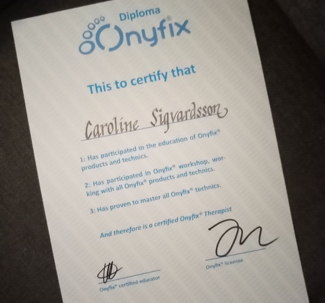 Diploma
Onyfix
This to certify that
Caroline Sigvardsson
1: Has participated in the education of Onyfix®
products and technics.
2: Has participated in Onyfix® workshop, wor-
king with all Onyfix® products and technics.
3: Has proven to master all Onyfix® technics.
And therefore is a certified Onyfix® Therapist
Onyfix® certified educator
Onyfix® licensor